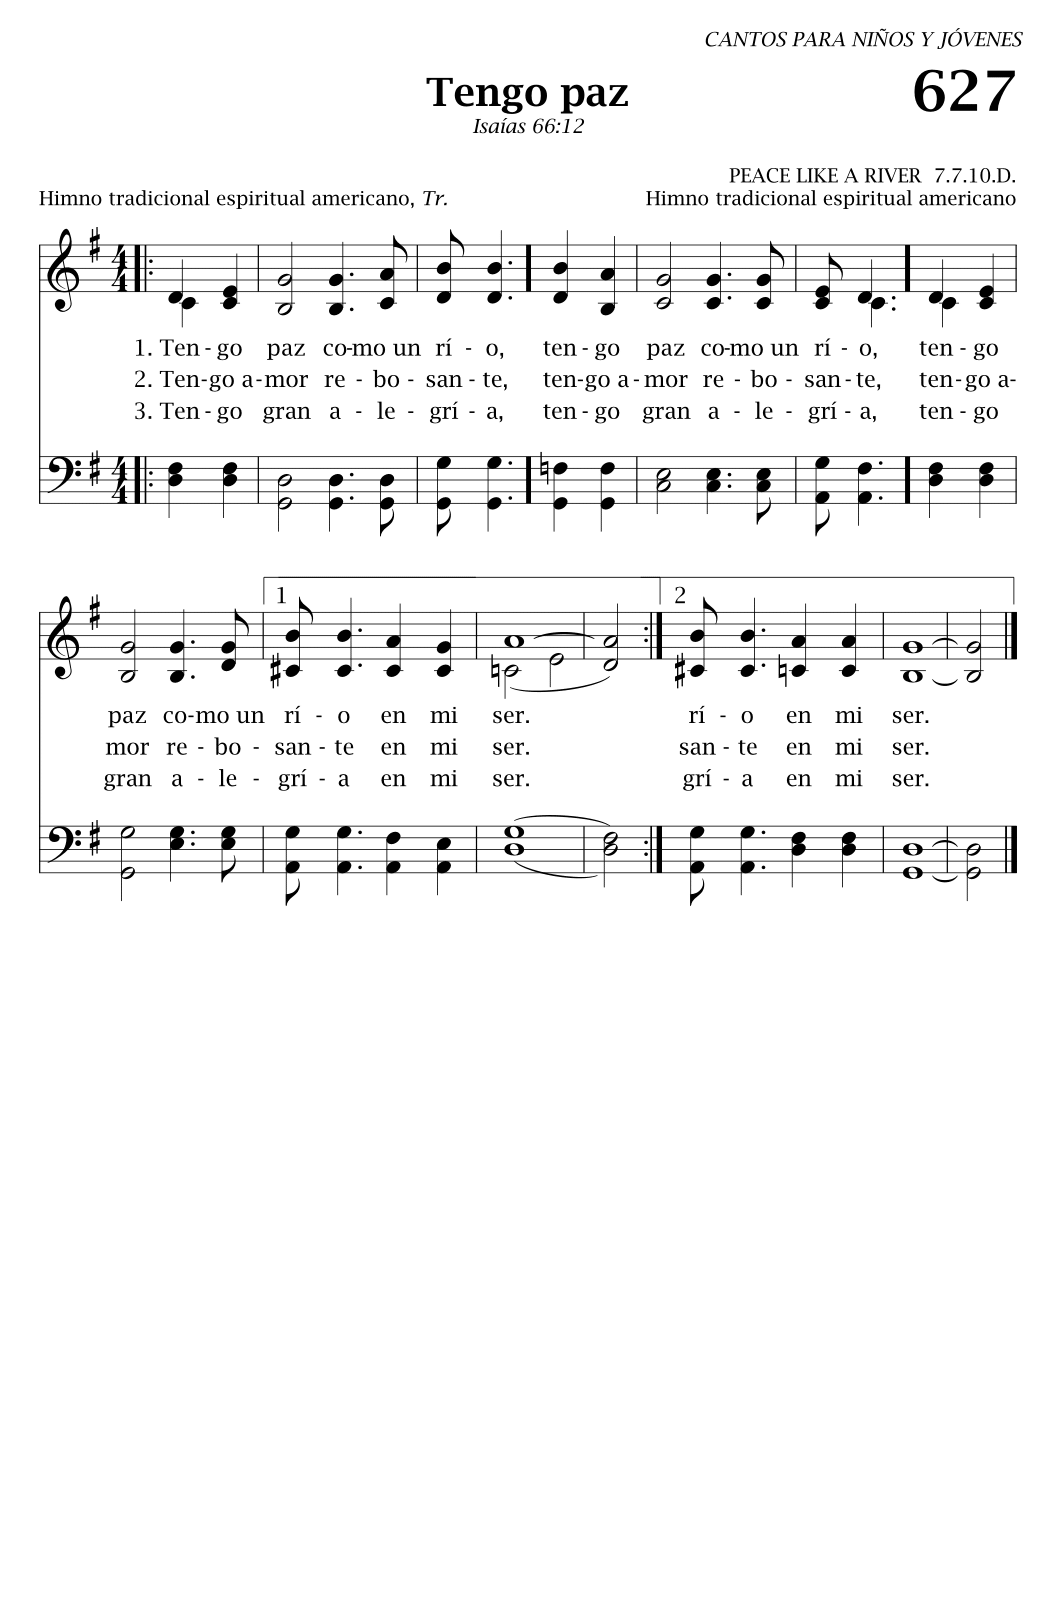 CANTOS PARA NIÑOS Y JÓVENES
Tengo paz
627
Isaías 66:12
PEACE LIKE A RIVER 7.7.10.D.
Himno tradicional espiritual americano, Tr.
Himno tradicional espiritual americano
1. Ten - go paz co-mo un rí - o, ten - go paz co-mo un rí - o, ten - go
2. Ten-go a-mor re - bo - san - te, ten-go a-mor re - bo - san-te, ten-go a-
3. Ten - go gran a - le - grí - a, ten - go gran a - le - grí - a, ten - go
1
2
paz co-mo un rí - o en mi ser. rí - o en mi ser.
mor re - bo - san - te en mi ser. san - te en mi ser.
gran a - le - grí - a en mi ser. grí - a en mi ser.